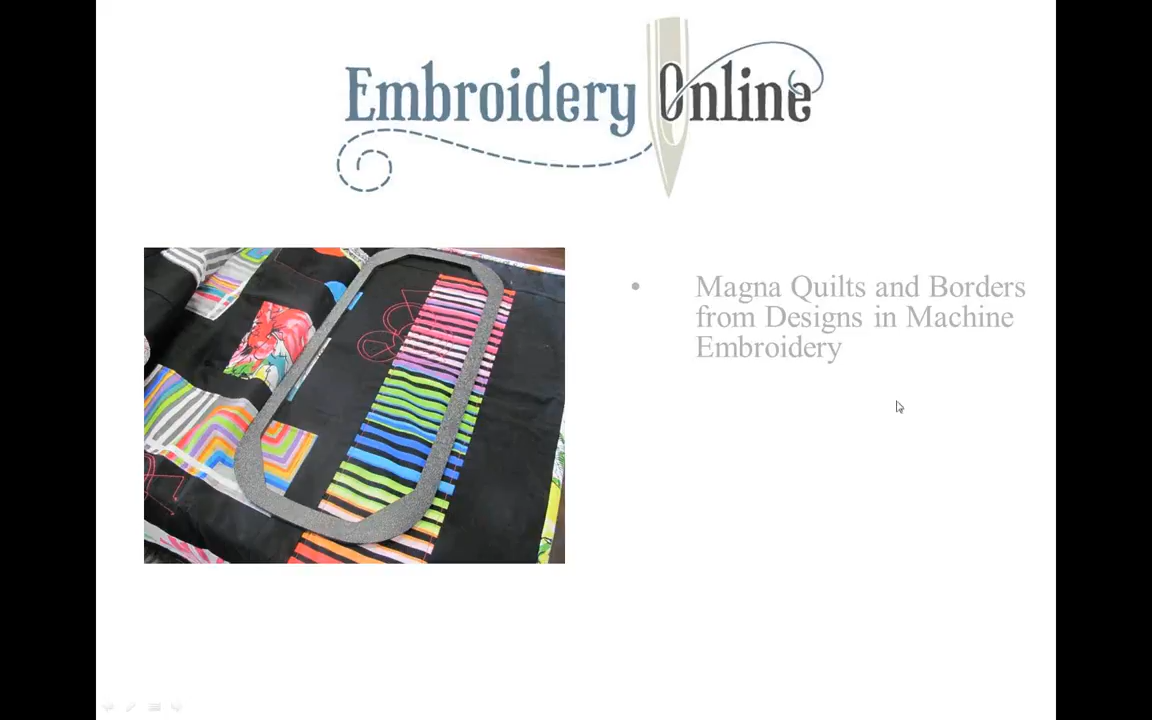 Embroidery Online
• Magna Quilts and Borders
from Designs in Machine
Embroidery